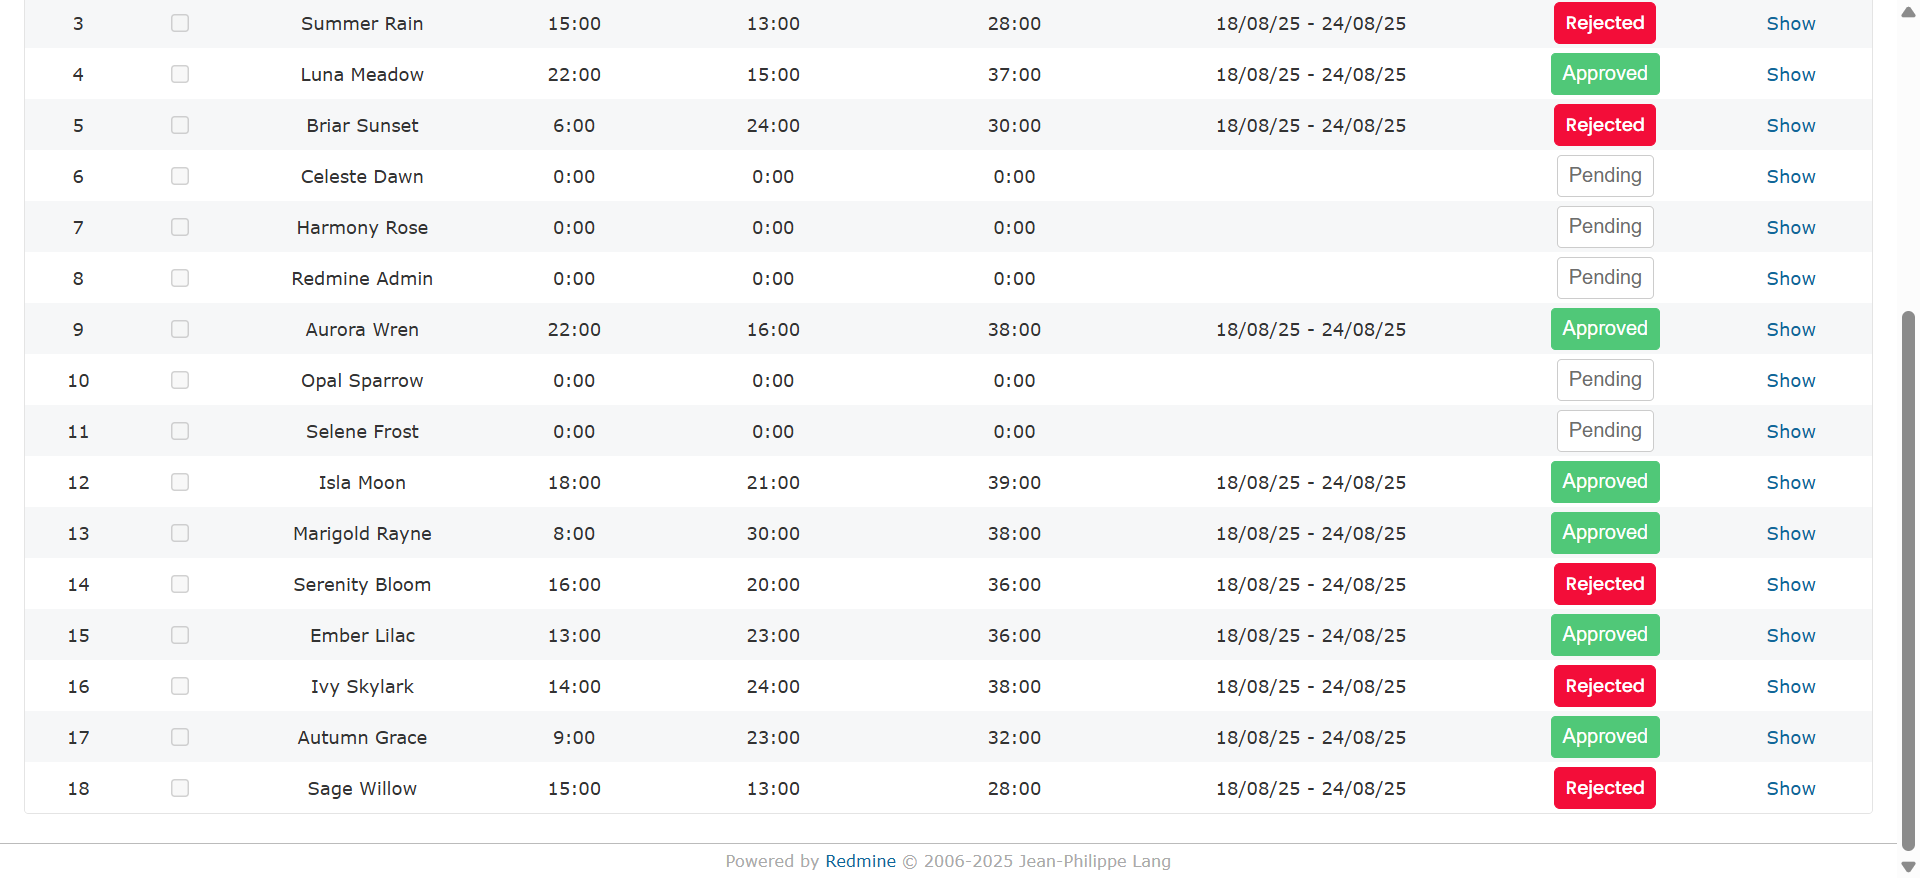 3 Summer Rain 15:00 13:00 28:00 18/08/25 - 24/08/25 Rejected Show
4 Luna Meadow 22:00 15:00 37:00 18/08/25 - 24/08/25 Approved Show
5 Briar Sunset 6:00 24:00 30:00 18/08/25 - 24/08/25 Rejected Show
6 Celeste Dawn 0:00 0:00 0:00 Pending Show
7 Harmony Rose 0:00 0:00 0:00 Pending Show
8 Redmine Admin 0:00 0:00 0:00 Pending Show
9 Aurora Wren 22:00 16:00 38:00 18/08/25 - 24/08/25 Approved Show
10 Opal Sparrow 0:00 0:00 0:00 Pending Show
11 Selene Frost 0:00 0:00 0:00 Pending Show
12 Isla Moon 18:00 21:00 39:00 18/08/25 - 24/08/25 Approved Show
13 Marigold Rayne 8:00 30:00 38:00 18/08/25 - 24/08/25 Approved Show
14 Serenity Bloom 16:00 20:00 36:00 18/08/25 - 24/08/25 Rejected Show
15 Ember Lilac 13:00 23:00 36:00 18/08/25 - 24/08/25 Approved Show
16 Ivy Skylark 14:00 24:00 38:00 18/08/25 - 24/08/25 Rejected Show
17 Autumn Grace 9:00 23:00 32:00 18/08/25 - 24/08/25 Approved Show
18 Sage Willow 15:00 13:00 28:00 18/08/25 - 24/08/25 Rejected Show
Powered by Redmine © 2006-2025 Jean-Philippe Lang